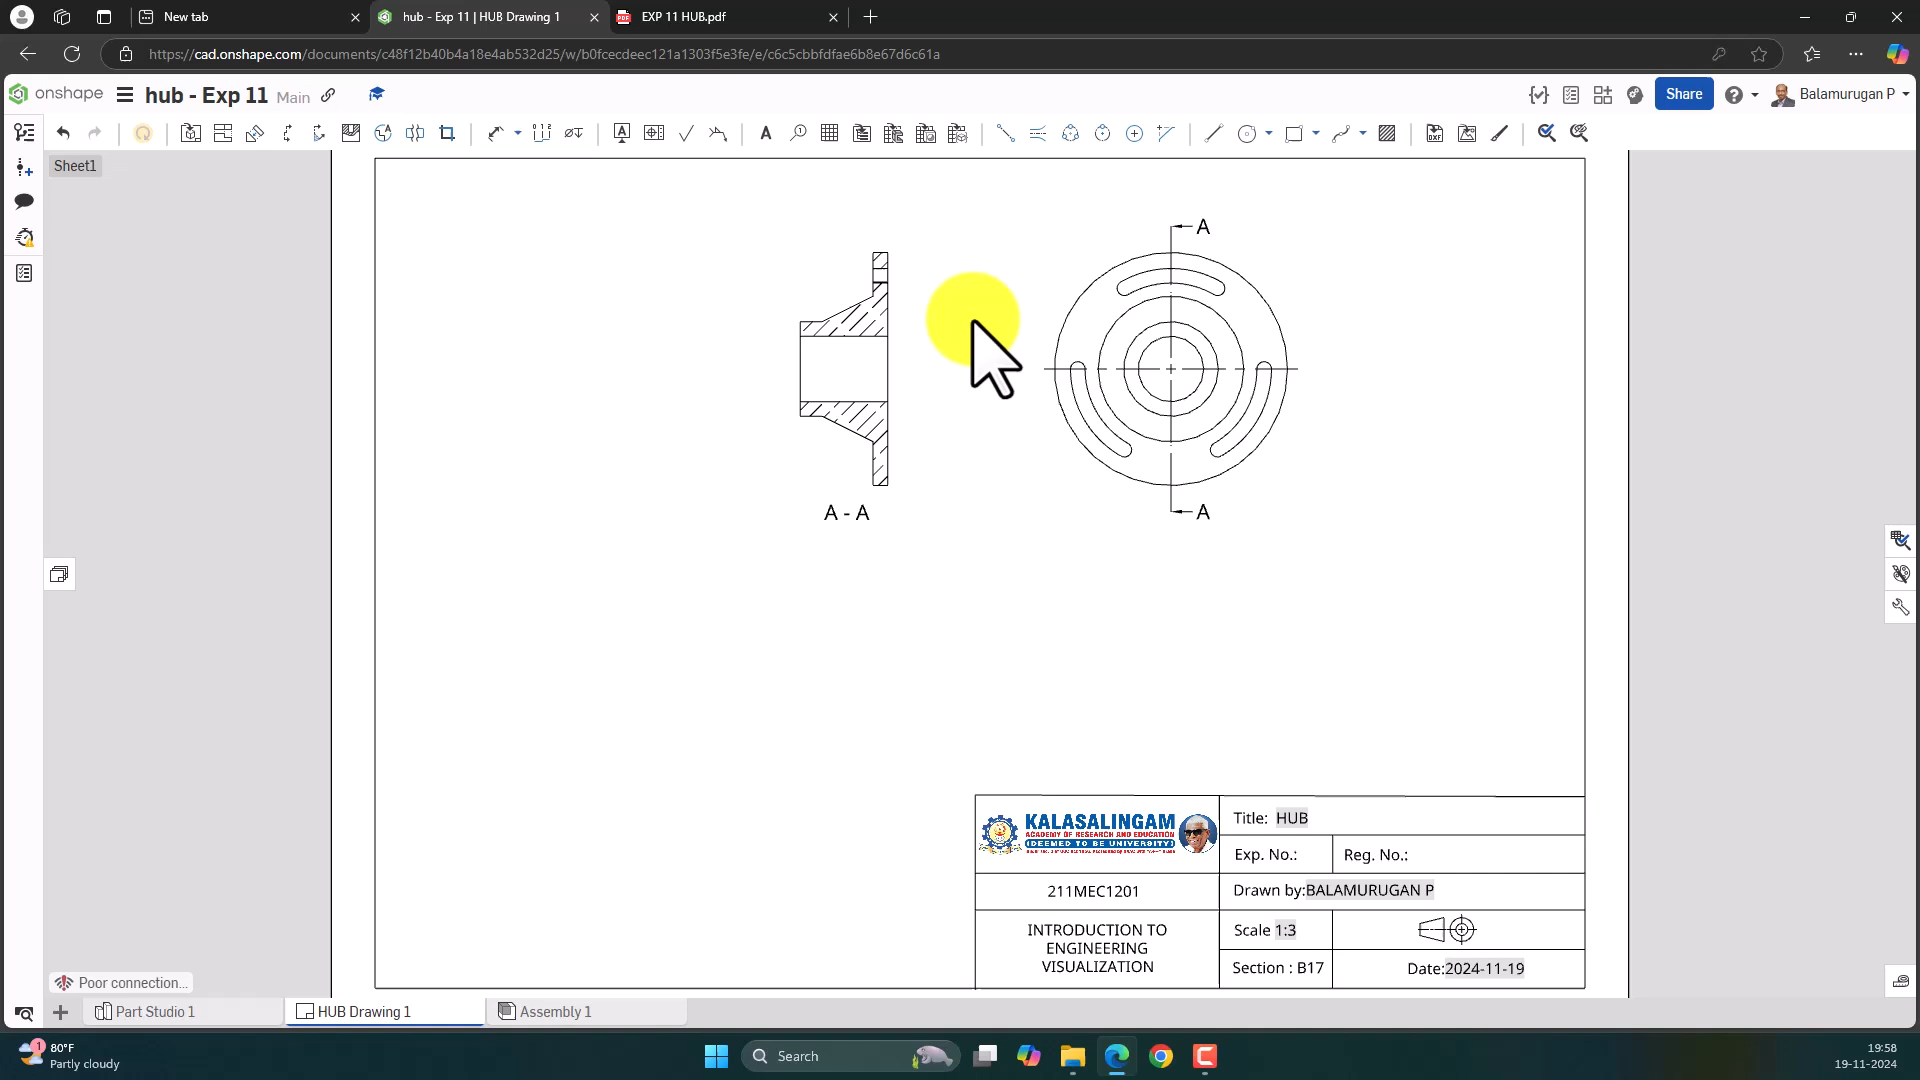 New tab
hub - Exp 11 | HUB Drawing 1
EXP 11 HUB.pdf
https://cad.onshape.com/documents/c48f12b40b4a18e4ab532d25/w/b0fcecdeec121a1303f5e3fe/e/c6c5cbbfdfae6b8e67d6c61a
onshape
hub - Exp 11 Main
Share
Balamurugan P
Sheet1
A
A
A - A
KALASALINGAM
ACADEMY OF RESEARCH AND EDUCATION
(DEEMED TO BE UNIVERSITY)
Title: HUB
Exp. No.:
Reg. No.:
211MEC1201
Drawn by:BALAMURUGAN P
INTRODUCTION TO
ENGINEERING
VISUALIZATION
Scale 1:3
Section : B17
Date:2024-11-19
Poor connection...
Part Studio 1
HUB Drawing 1
Assembly 1
1
80°F
Partly cloudy
Search
19:58
19-11-2024